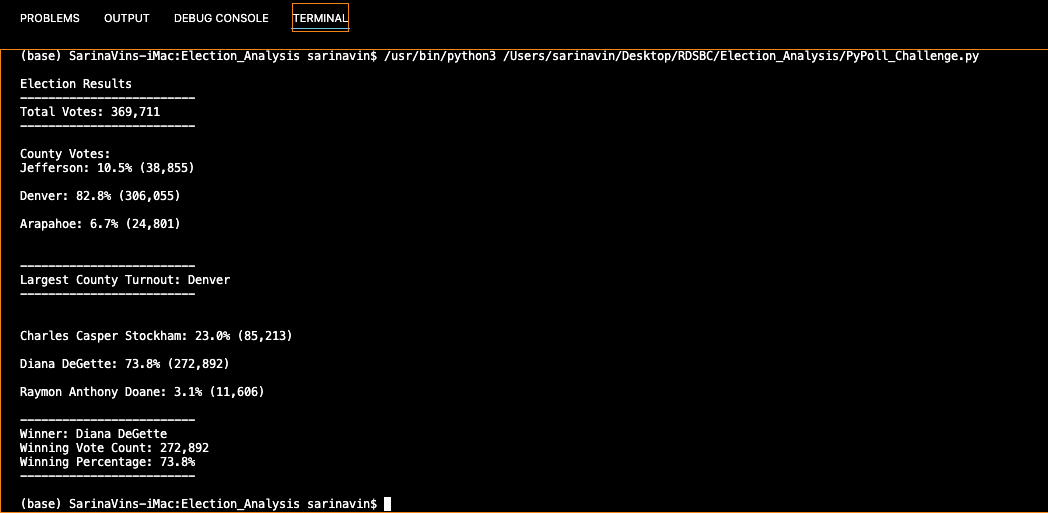 PROBLEMS OUTPUT DEBUG CONSOLE TERMINAL
(base) SarinaVins-iMac:Election_Analysis sarinavin$ /usr/bin/python3 /Users/sarinavin/Desktop/RDSBC/Election_Analysis/PyPoll_Challenge.py
Election Results
-------------------------
Total Votes: 369,711
-------------------------
County Votes:
Jefferson: 10.5% (38,855)
Denver: 82.8% (306,055)
Arapahoe: 6.7% (24,801)
-------------------------
Largest County Turnout: Denver
-------------------------
Charles Casper Stockham: 23.0% (85,213)
Diana DeGette: 73.8% (272,892)
Raymon Anthony Doane: 3.1% (11,606)
-------------------------
Winner: Diana DeGette
Winning Vote Count: 272,892
Winning Percentage: 73.8%
-------------------------
(base) SarinaVins-iMac:Election_Analysis sarinavin$